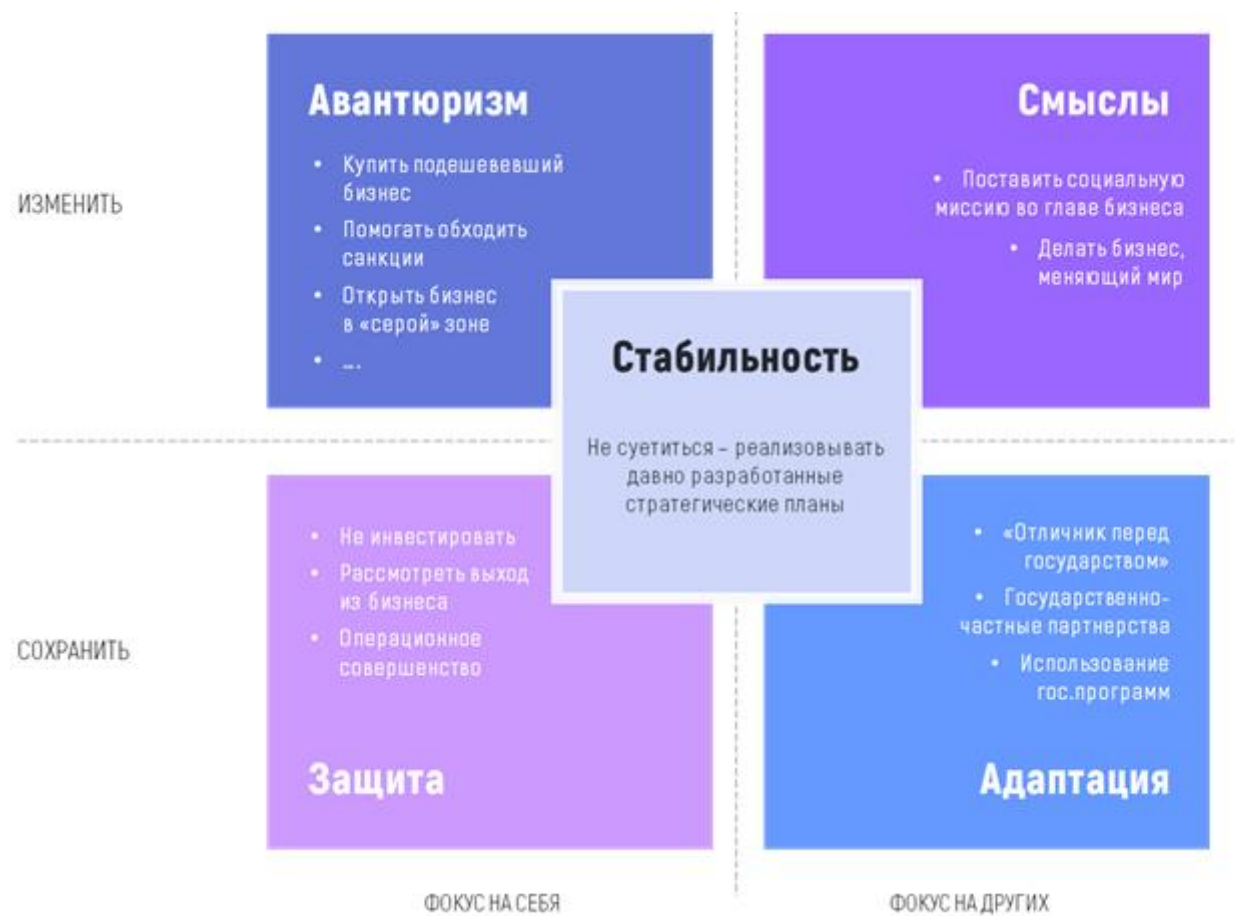 Авантюризм
• Купить подешевевший
бизнес
• Помогать обходить
санкции
• Открыть бизнес
в «серой» зоне
• ....
Смыслы
• Поставить социальную
миссию во главе бизнеса
• Делать бизнес,
меняющий мир
ИЗМЕНИТЬ
Стабильность
Не суетиться – реализовывать
давно разработанные
стратегические планы
• Не инвестировать
• Рассмотреть выход
из бизнеса
• Операционное
совершенство
Защита
• «Отличник перед
государством»
• Государственно-
частные партнерства
• Использование
гос.программ
Адаптация
СОХРАНИТЬ
ФОКУС НА СЕБЯ
ФОКУС НА ДРУГИХ